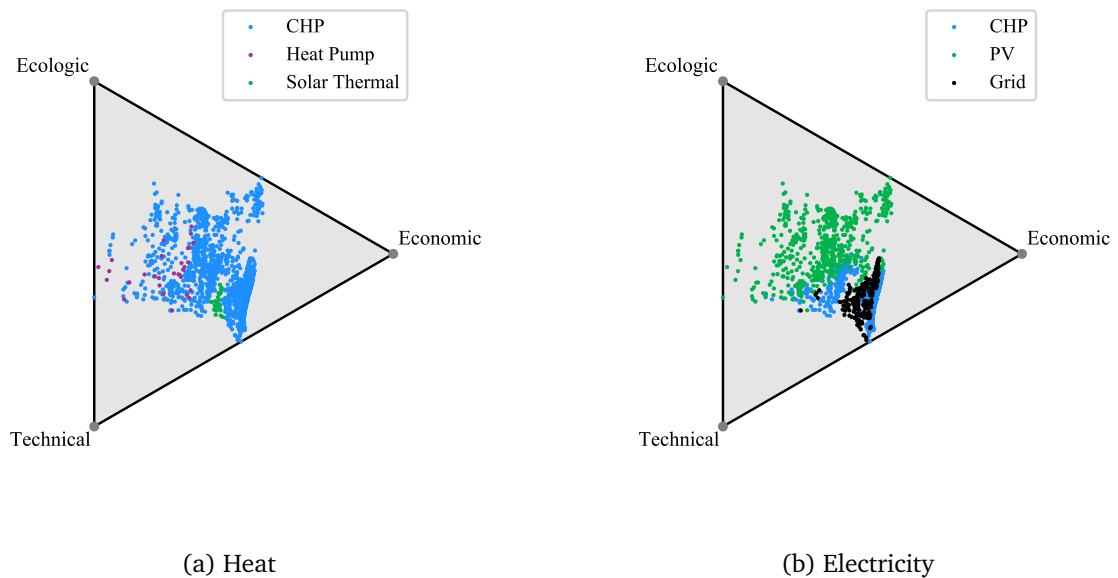 CHP
Heat Pump
Solar Thermal
Ecologic
Economic
Technical
(a) Heat
CHP
PV
Grid
Ecologic
Economic
Technical
(b) Electricity